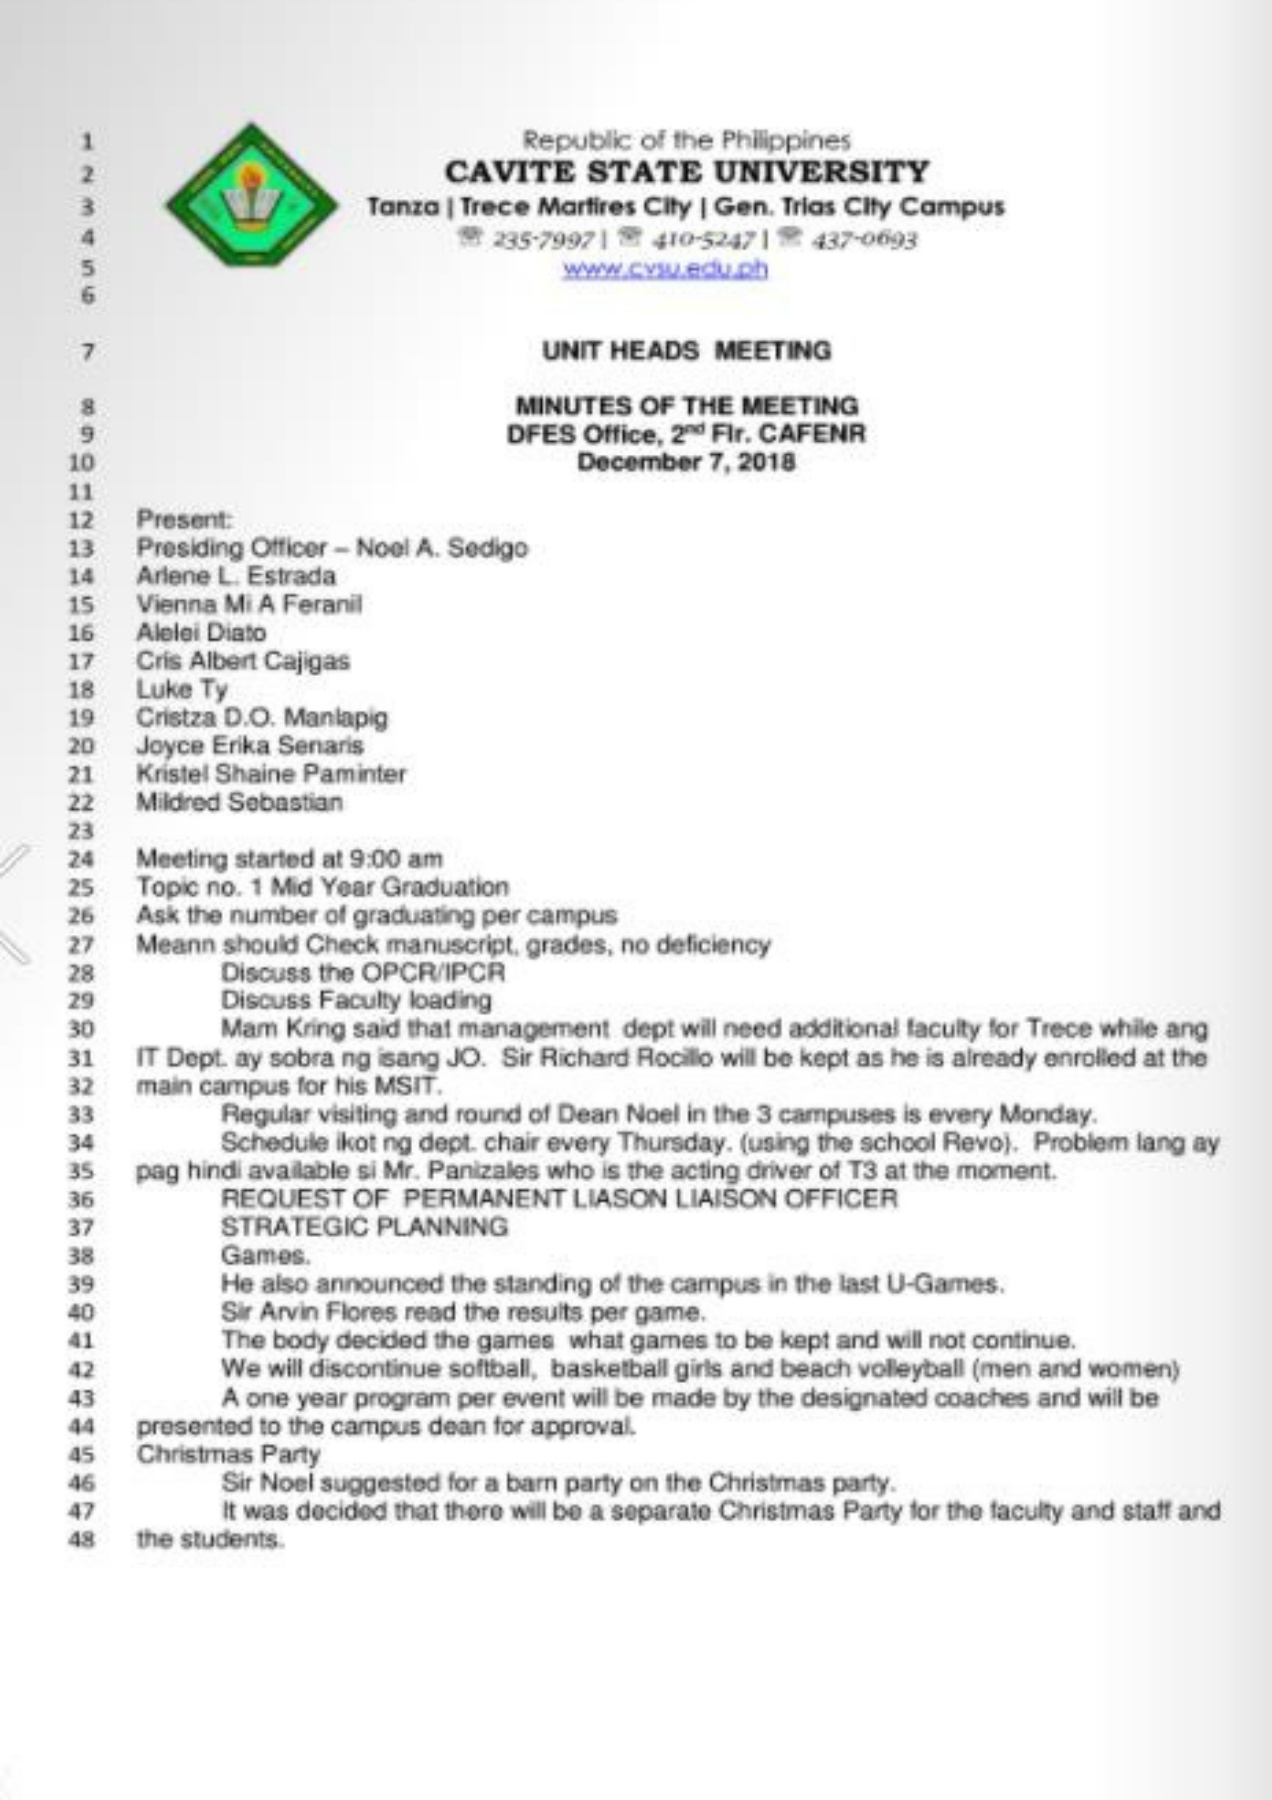 1 Republic of the Philippines
2 CAVITE STATE UNIVERSITY
3 Tanza | Trece Martires City | Gen. Trias City Campus
4 ☏ 235-7997 | ☏ 410-5247 | ☏ 437-0693
5 www.cvsu.edu.ph
6
7 UNIT HEADS MEETING
8 MINUTES OF THE MEETING
9 DFES Office, 2nd Flr. CAFENR
10 December 7, 2018
11
12 Present:
13 Presiding Officer – Noel A. Sedigo
14 Arlene L. Estrada
15 Vienna Mi A Feranil
16 Alelei Diato
17 Cris Albert Cajigas
18 Luke Ty
19 Cristza D.O. Manlapig
20 Joyce Erika Senaris
21 Kristel Shaine Paminter
22 Mildred Sebastian
23
24 Meeting started at 9:00 am
25 Topic no. 1 Mid Year Graduation
26 Ask the number of graduating per campus
27 Meann should Check manuscript, grades, no deficiency
28 Discuss the OPCR/IPCR
29 Discuss Faculty loading
30 Mam Kring said that management dept will need additional faculty for Trece while ang
31 IT Dept. ay sobra ng isang JO. Sir Richard Rocillo will be kept as he is already enrolled at the
32 main campus for his MSIT.
33 Regular visiting and round of Dean Noel in the 3 campuses is every Monday.
34 Schedule ikot ng dept. chair every Thursday. (using the school Revo). Problem lang ay
35 pag hindi available si Mr. Panizales who is the acting driver of T3 at the moment.
36 REQUEST OF PERMANENT LIASON LIAISON OFFICER
37 STRATEGIC PLANNING
38 Games.
39 He also announced the standing of the campus in the last U-Games.
40 Sir Arvin Flores read the results per game.
41 The body decided the games what games to be kept and will not continue.
42 We will discontinue softball, basketball girls and beach volleyball (men and women)
43 A one year program per event will be made by the designated coaches and will be
44 presented to the campus dean for approval.
45 Christmas Party
46 Sir Noel suggested for a barn party on the Christmas party.
47 It was decided that there will be a separate Christmas Party for the faculty and staff and
48 the students.